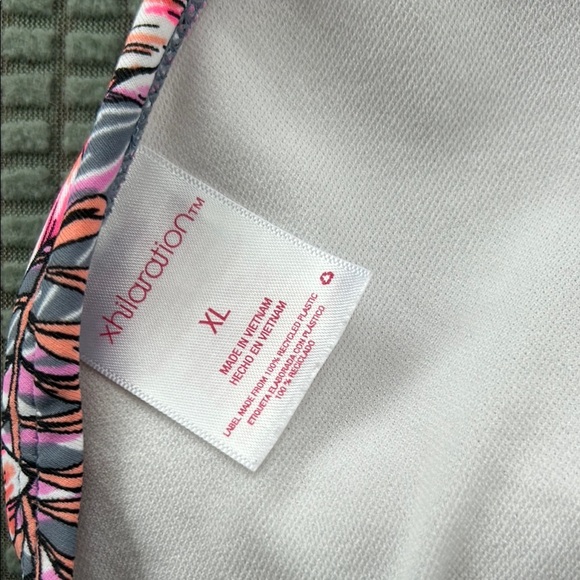 xhilaration™
XL
MADE IN VIETNAM
HECHO EN VIETNAM
LABEL MADE FROM 100% RECYCLED PLASTIC
ETIQUETA ELABORADA CON PLÁSTICO
100 % RECICLADO